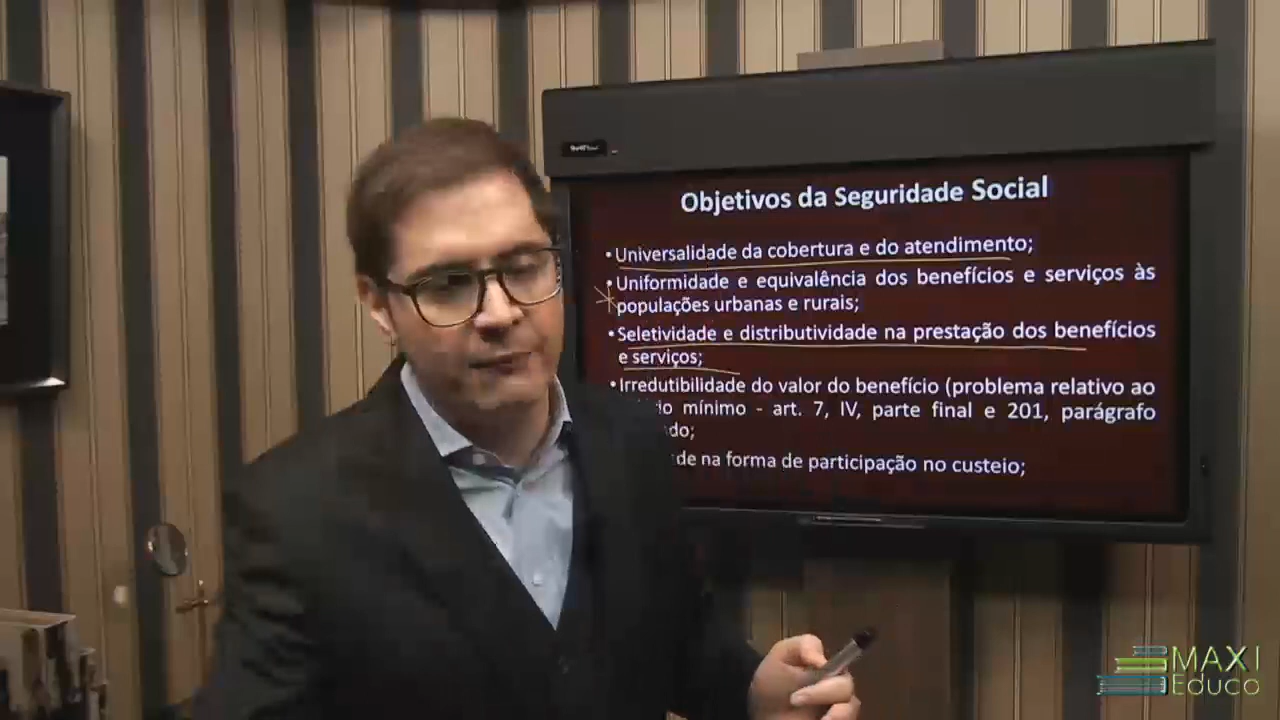 Objetivos da Seguridade Social
•Universalidade da cobertura e do atendimento;
•Uniformidade e equivalência dos benefícios e serviços às
populações urbanas e rurais;
•Seletividade e distributividade na prestação dos benefícios
e serviços;
•Irredutibilidade do valor do benefício (problema relativo ao
mínimo - art. 7, IV, parte final e 201, parágrafo
de na forma de participação no custeio;
MAXI
Educo